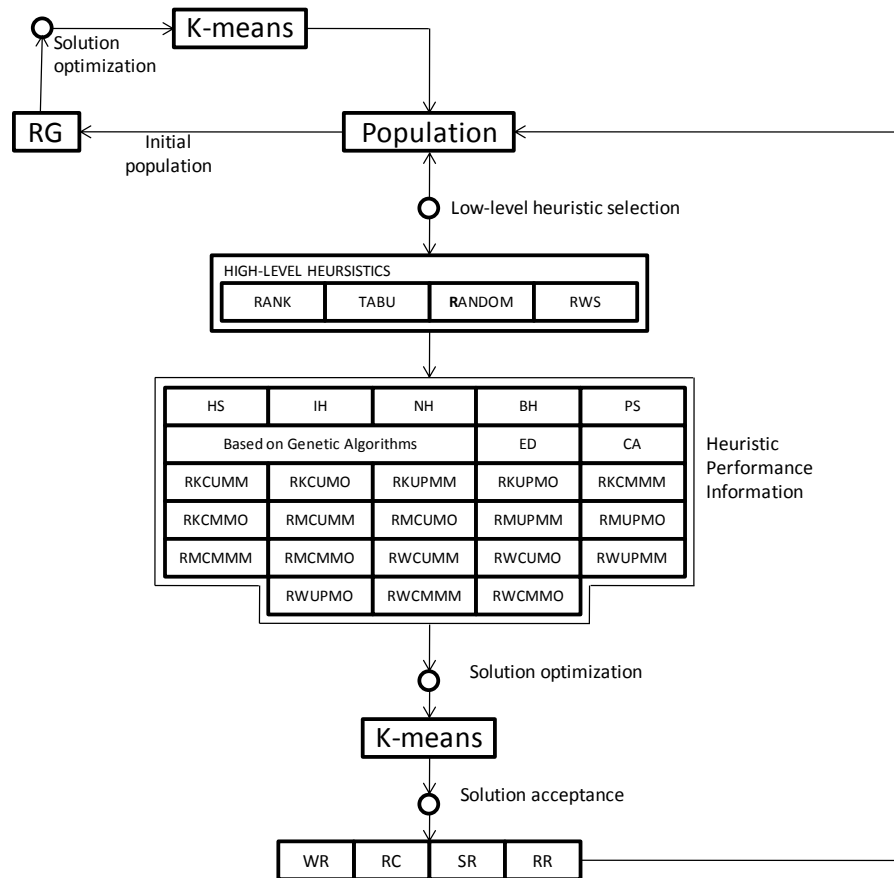 K-means
Solution
optimization
RG
Initial
population
Population
Low-level heuristic selection
HIGH-LEVEL HEURSISTICS
RANK TABU RANDOM RWS
HS IH NH BH PS
Based on Genetic Algorithms ED CA
Heuristic
Performance
Information
RKCUMM RKCUMO RKUPMM RKUPMO RKCMMM
RKCMMO RMCUMM RMCUMO RMUPMM RMUPMO
RMCMMM RMCMMO RWCUMM RWCUMO RWUPMM
RWUPMO RWCMMM RWCMMO
Solution optimization
K-means
Solution acceptance
WR RC SR RR